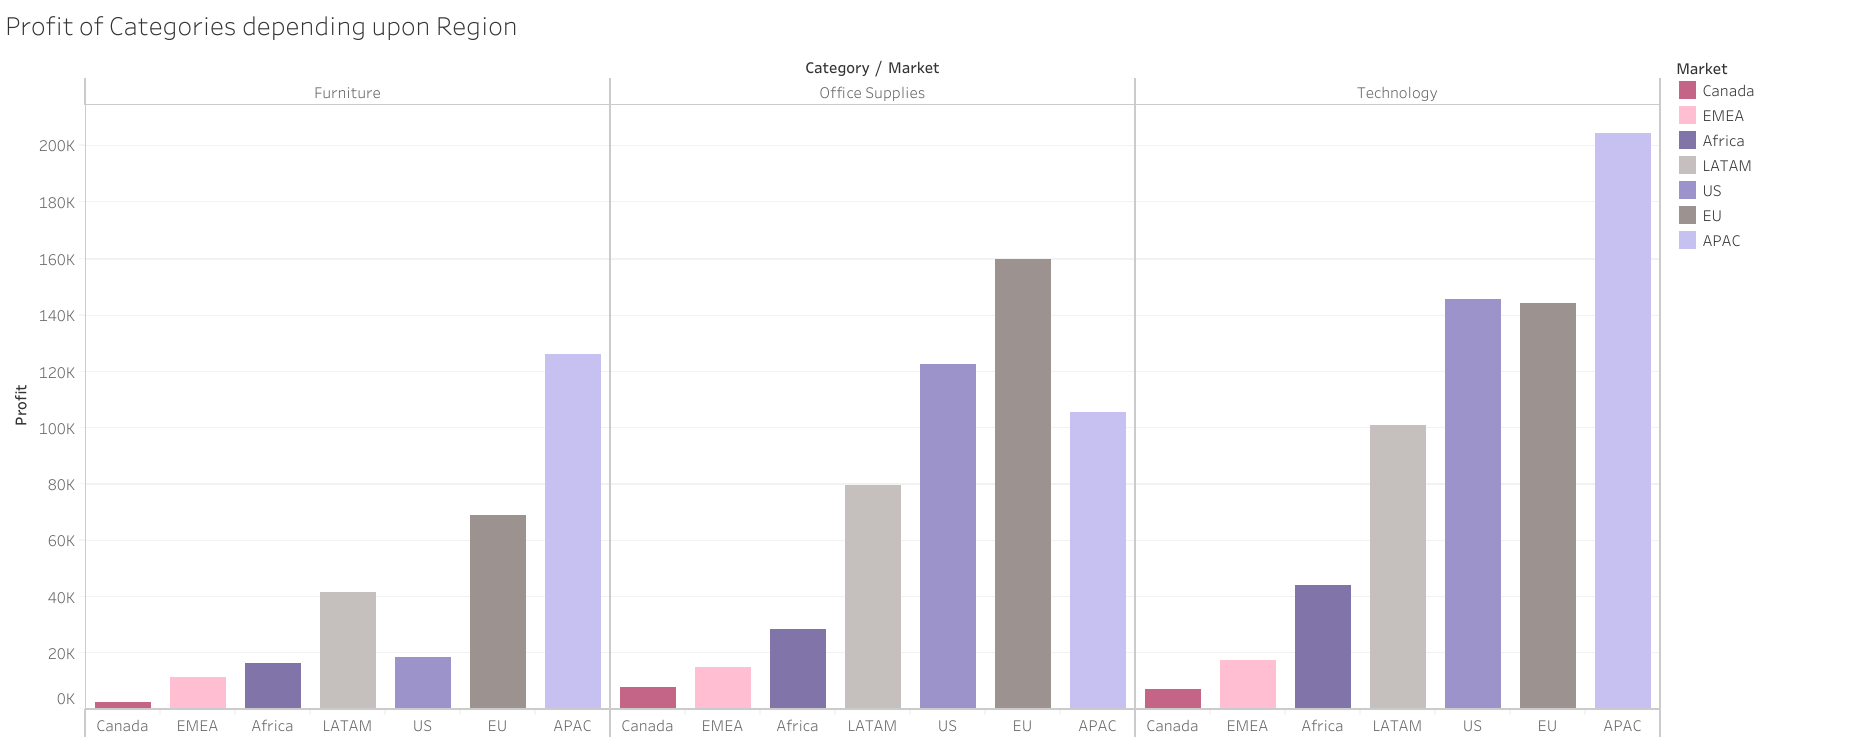 Profit of Categories depending upon Region
Category / Market
Furniture
Office Supplies
Technology
Profit
200K
180K
160K
140K
120K
100K
80K
60K
40K
20K
0K
Canada EMEA Africa LATAM US EU APAC Canada EMEA Africa LATAM US EU APAC Canada EMEA Africa LATAM US EU APAC
Market
Canada
EMEA
Africa
LATAM
US
EU
APAC